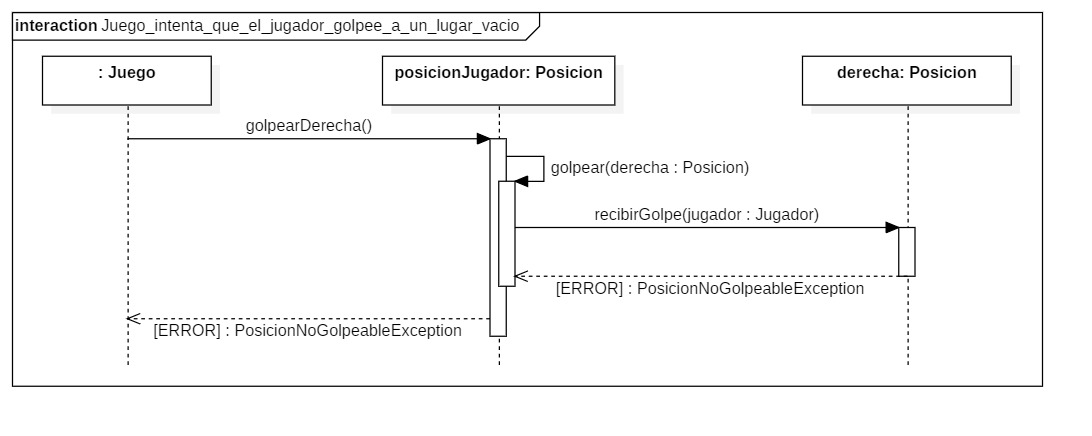 interaction Juego_intenta_que_el_jugador_golpee_a_un_lugar_vacio
: Juego
posicionJugador: Posicion
derecha: Posicion
golpearDerecha()
golpear(derecha : Posicion)
recibirGolpe(jugador : Jugador)
[ERROR] : PosicionNoGolpeableException
[ERROR] : PosicionNoGolpeableException